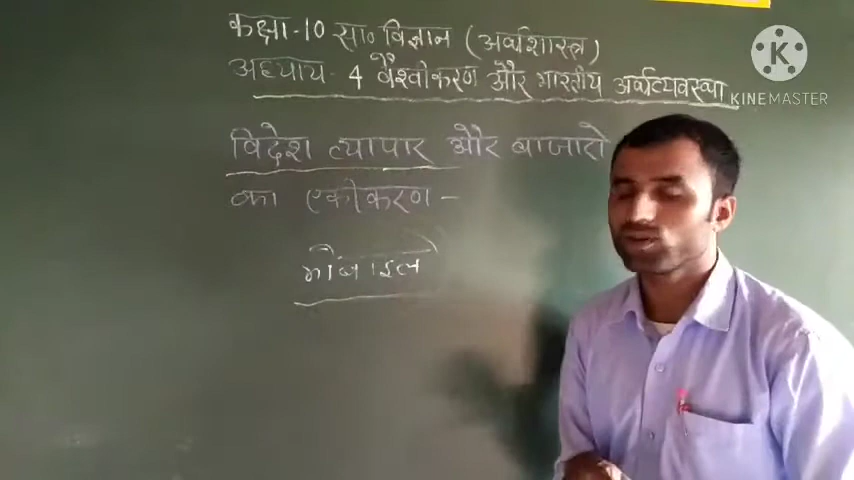 कक्षा-10 सा० विज्ञान (अर्थशास्त्र)
अध्याय - 4 वैश्वीकरण और भारतीय अर्थव्यवस्था
विदेश व्यापार और बाजारो
का एकीकरण -
मोबाइल
K
KINEMASTER